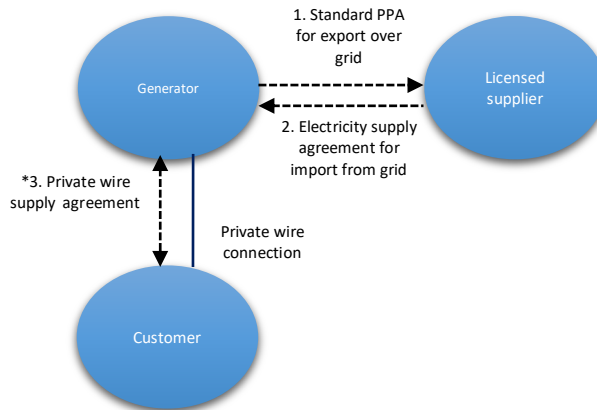 1. Standard PPA
for export over
grid
Generator
Licensed
supplier
2. Electricity supply
agreement for
import from grid
*3. Private wire
supply agreement
Private wire
connection
Customer